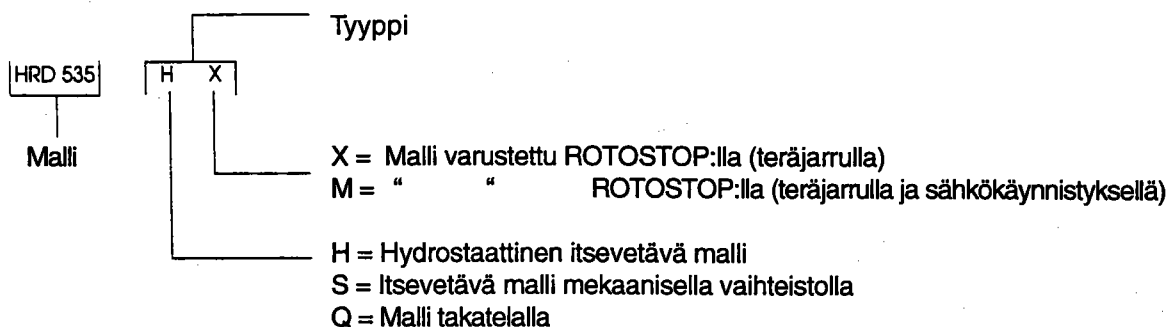 Tyyppi
HRD 535 H X
Malli
X = Malli varustettu ROTOSTOP:lla (teräjarrulla)
M = “ “ ROTOSTOP:lla (teräjarrulla ja sähkökäynnistyksellä)
H = Hydrostaattinen itsevetävä malli
S = Itsevetävä malli mekaanisella vaihteistolla
Q = Malli takatelalla